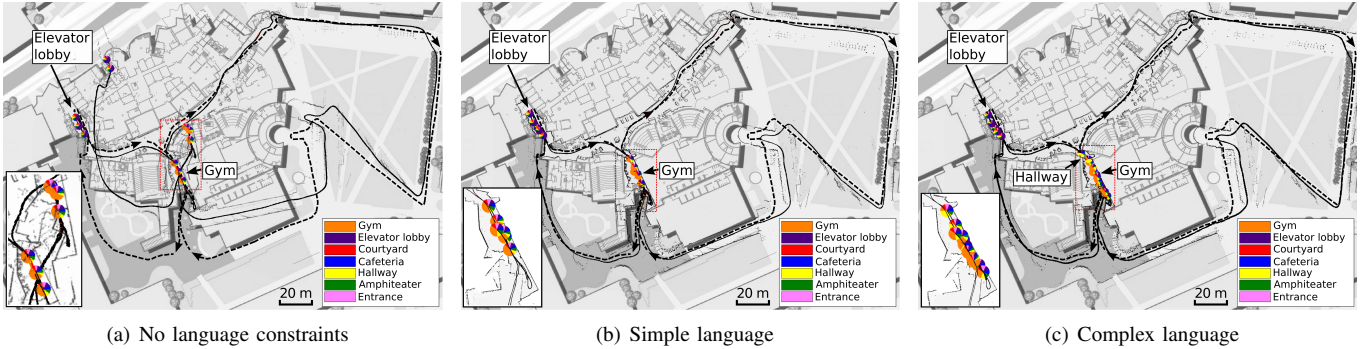 Elevator
lobby
Gym
Gym
Elevator lobby
Courtyard
Cafeteria
Hallway
Amphiteater
Entrance
20 m
(a) No language constraints
Elevator
lobby
Gym
Gym
Elevator lobby
Courtyard
Cafeteria
Hallway
Amphiteater
Entrance
20 m
(b) Simple language
Elevator
lobby
Hallway
Gym
Gym
Elevator lobby
Courtyard
Cafeteria
Hallway
Amphiteater
Entrance
20 m
(c) Complex language